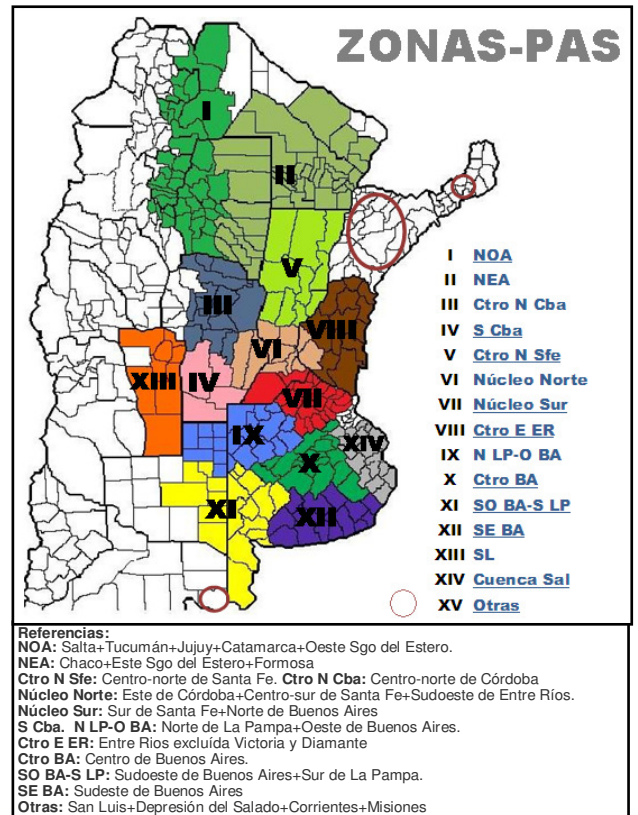 ZONAS-PAS
I
II
V
III
VIII
VI
XIII
IV
VII
IX
XIV
X
XI
XII
I NOA
II NEA
III Ctro N Cba
IV S Cba
V Ctro N Sfe
VI Núcleo Norte
VII Núcleo Sur
VIII Ctro E ER
IX N LP-O BA
X Ctro BA
XI SO BA-S LP
XII SE BA
XIII SL
XIV Cuenca Sal
XV Otras
Referencias:
NOA: Salta+Tucumán+Jujuy+Catamarca+Oeste Sgo del Estero.
NEA: Chaco+Este Sgo del Estero+Formosa
Ctro N Sfe: Centro-norte de Santa Fe. Ctro N Cba: Centro-norte de Córdoba
Núcleo Norte: Este de Córdoba+Centro-sur de Santa Fe+Sudoeste de Entre Ríos.
Núcleo Sur: Sur de Santa Fe+Norte de Buenos Aires
S Cba. N LP-O BA: Norte de La Pampa+Oeste de Buenos Aires.
Ctro E ER: Entre Rios excluída Victoria y Diamante
Ctro BA: Centro de Buenos Aires.
SO BA-S LP: Sudoeste de Buenos Aires+Sur de La Pampa.
SE BA: Sudeste de Buenos Aires
Otras: San Luis+Depresión del Salado+Corrientes+Misiones